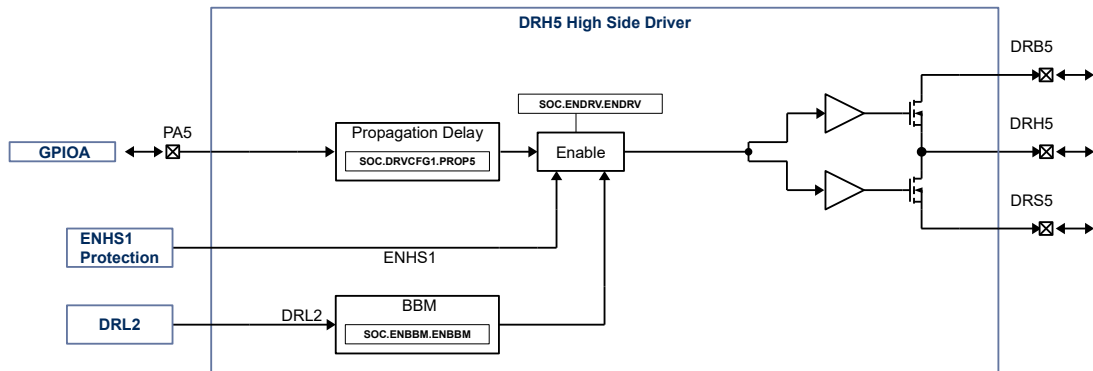 DRH5 High Side Driver
DRB5
SOC.ENDRV.ENDRV
PA5
Propagation Delay
DRH5
GPIOA
SOC.DRVCFG1.PROP5
Enable
DRS5
ENHS1
Protection
ENHS1
BBM
DRL2
DRL2
SOC.ENBBM.ENBBM